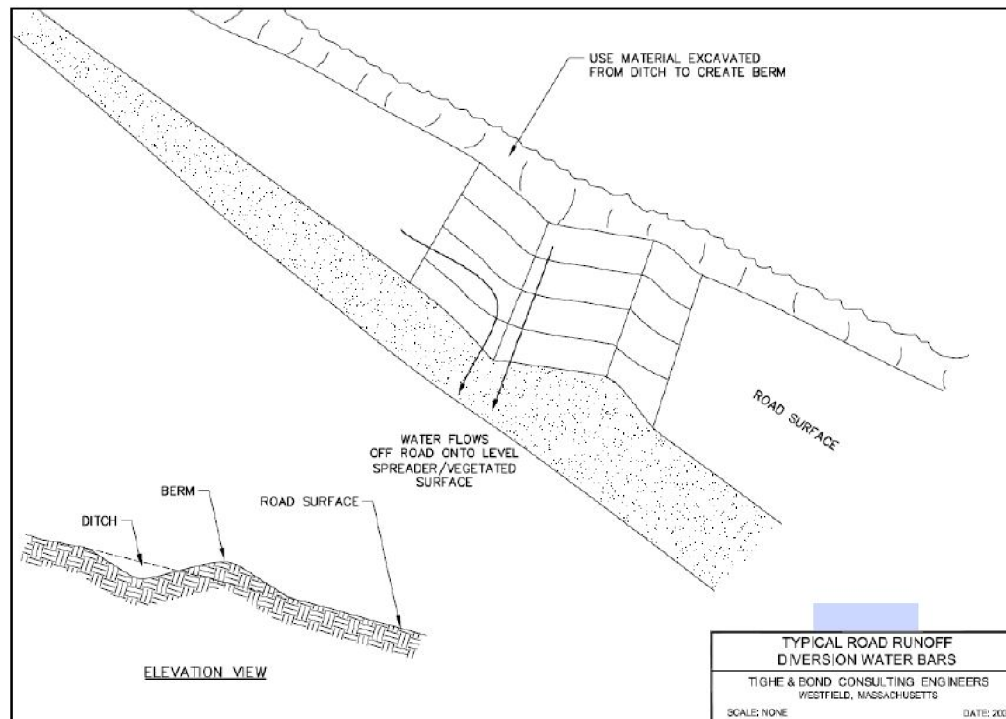 USE MATERIAL EXCAVATED
FROM DITCH TO CREATE BERM
ROAD SURFACE
WATER FLOWS
OFF ROAD ONTO LEVEL
SPREADER/VEGETATED
SURFACE
BERM
ROAD SURFACE
DITCH
ELEVATION VIEW
TYPICAL ROAD RUNOFF
DIVERSION WATER BARS
TIGHE & BOND CONSULTING ENGINEERS
WESTFIELD, MASSACHUSETTS
SCALE: NONE
DATE: